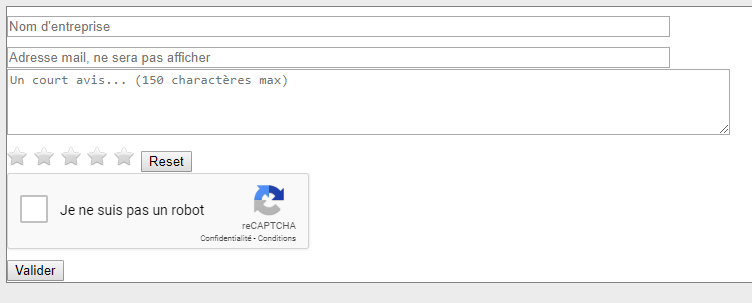 Nom d'entreprise
Adresse mail, ne sera pas afficher
Un court avis... (150 charactères max)
Reset
Je ne suis pas un robot
reCAPTCHA
Confidentialité - Conditions
Valider